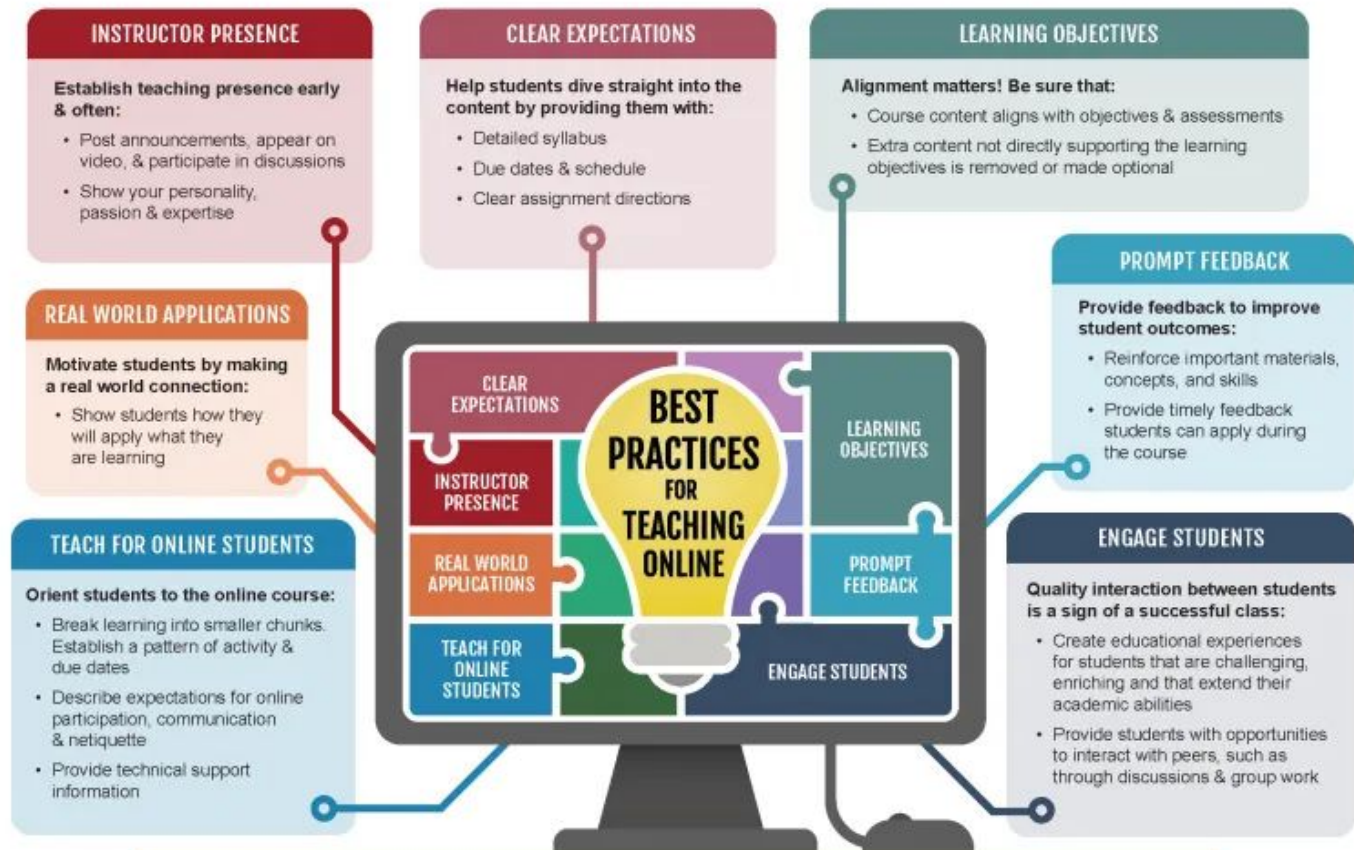 INSTRUCTOR PRESENCE
Establish teaching presence early
& often:
• Post announcements, appear on
video, & participate in discussions
• Show your personality,
passion & expertise
CLEAR EXPECTATIONS
Help students dive straight into the
content by providing them with:
• Detailed syllabus
• Due dates & schedule
• Clear assignment directions
LEARNING OBJECTIVES
Alignment matters! Be sure that:
• Course content aligns with objectives & assessments
• Extra content not directly supporting the learning
objectives is removed or made optional
REAL WORLD APPLICATIONS
Motivate students by making
a real world connection:
• Show students how they
will apply what they
are learning
PROMPT FEEDBACK
Provide feedback to improve
student outcomes:
• Reinforce important materials,
concepts, and skills
• Provide timely feedback
students can apply during
the course
TEACH FOR ONLINE STUDENTS
Orient students to the online course:
• Break learning into smaller chunks.
Establish a pattern of activity &
due dates
• Describe expectations for online
participation, communication
& netiquette
• Provide technical support
information
ENGAGE STUDENTS
Quality interaction between students
is a sign of a successful class:
• Create educational experiences
for students that are challenging,
enriching and that extend their
academic abilities
• Provide students with opportunities
to interact with peers, such as
through discussions & group work
CLEAR
EXPECTATIONS
INSTRUCTOR
PRESENCE
REAL WORLD
APPLICATIONS
TEACH FOR
ONLINE
STUDENTS
BEST
PRACTICES
FOR
TEACHING
ONLINE
LEARNING
OBJECTIVES
PROMPT
FEEDBACK
ENGAGE STUDENTS